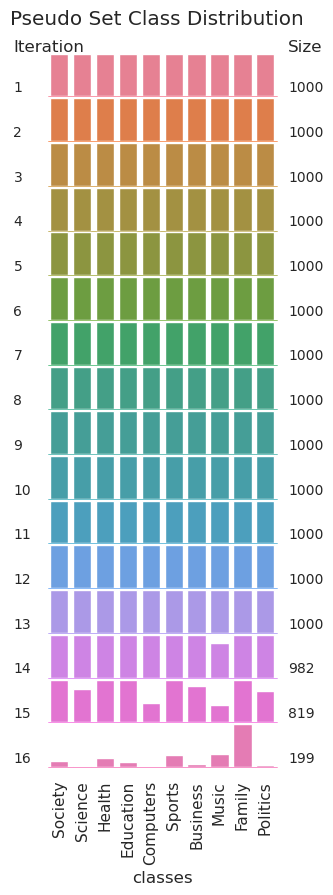 Pseudo Set Class Distribution
Iteration Size
1 1000
2 1000
3 1000
4 1000
5 1000
6 1000
7 1000
8 1000
9 1000
10 1000
11 1000
12 1000
13 1000
14 982
15 819
16 199
Society
Science
Health
Education
Computers
Sports
Business
Music
Family
Politics
classes